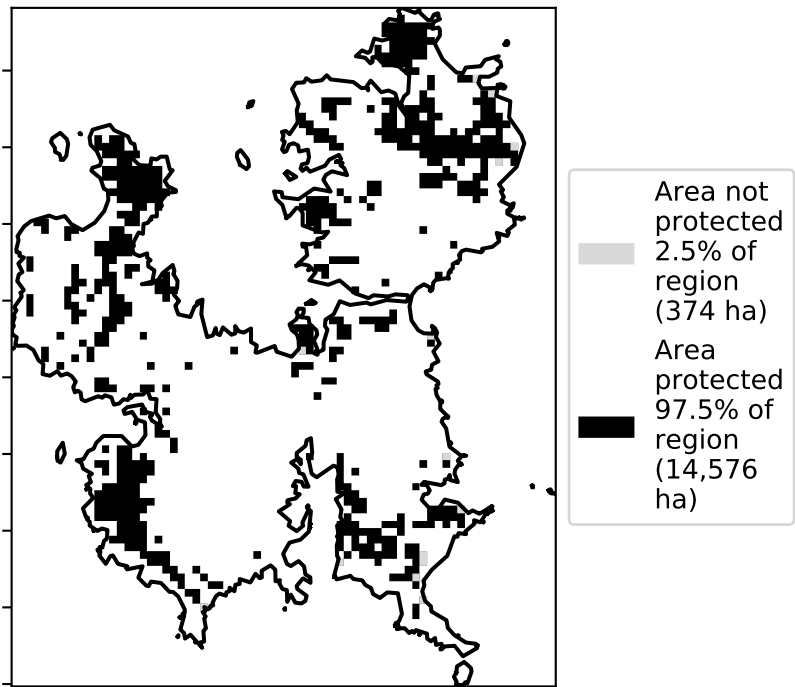 Area not
protected
2.5% of
region
(374 ha)
Area
protected
97.5% of
region
(14,576
ha)